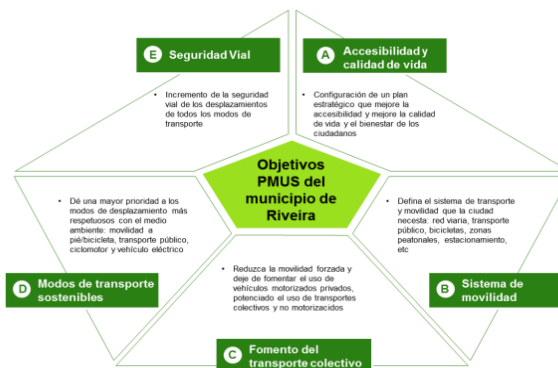 E Seguridad Vial
• Incremento de la seguridad
vial de los desplazamientos
de todos los modos de
transporte
A Accesibilidad y
calidad de vida
• Configuración de un plan
estratégico que mejore la
accesibilidad y mejore la calidad
de vida y el bienestar de los
ciudadanos
Objetivos
PMUS del
municipio de
Riveira
• Dé una mayor prioridad a los
modos de desplazamiento más
respetuosos con el medio
ambiente: movilidad a
pié/bicicleta, transporte público,
ciclomotor y vehículo eléctrico
D Modos de transporte
sostenibles
• Defina el sistema de transporte
y movilidad que la ciudad
necesta: red viaria, transporte
público, bicicletas, zonas
peatonales, estacionamiento,
etc
B Sistema de
movilidad
• Reduzca la movilidad forzada y
deje de fomentar el uso de
vehículos motorizados privados,
potenciado el uso de transportes
colectivos y no motorizacidos
C Fomento del
transporte colectivo